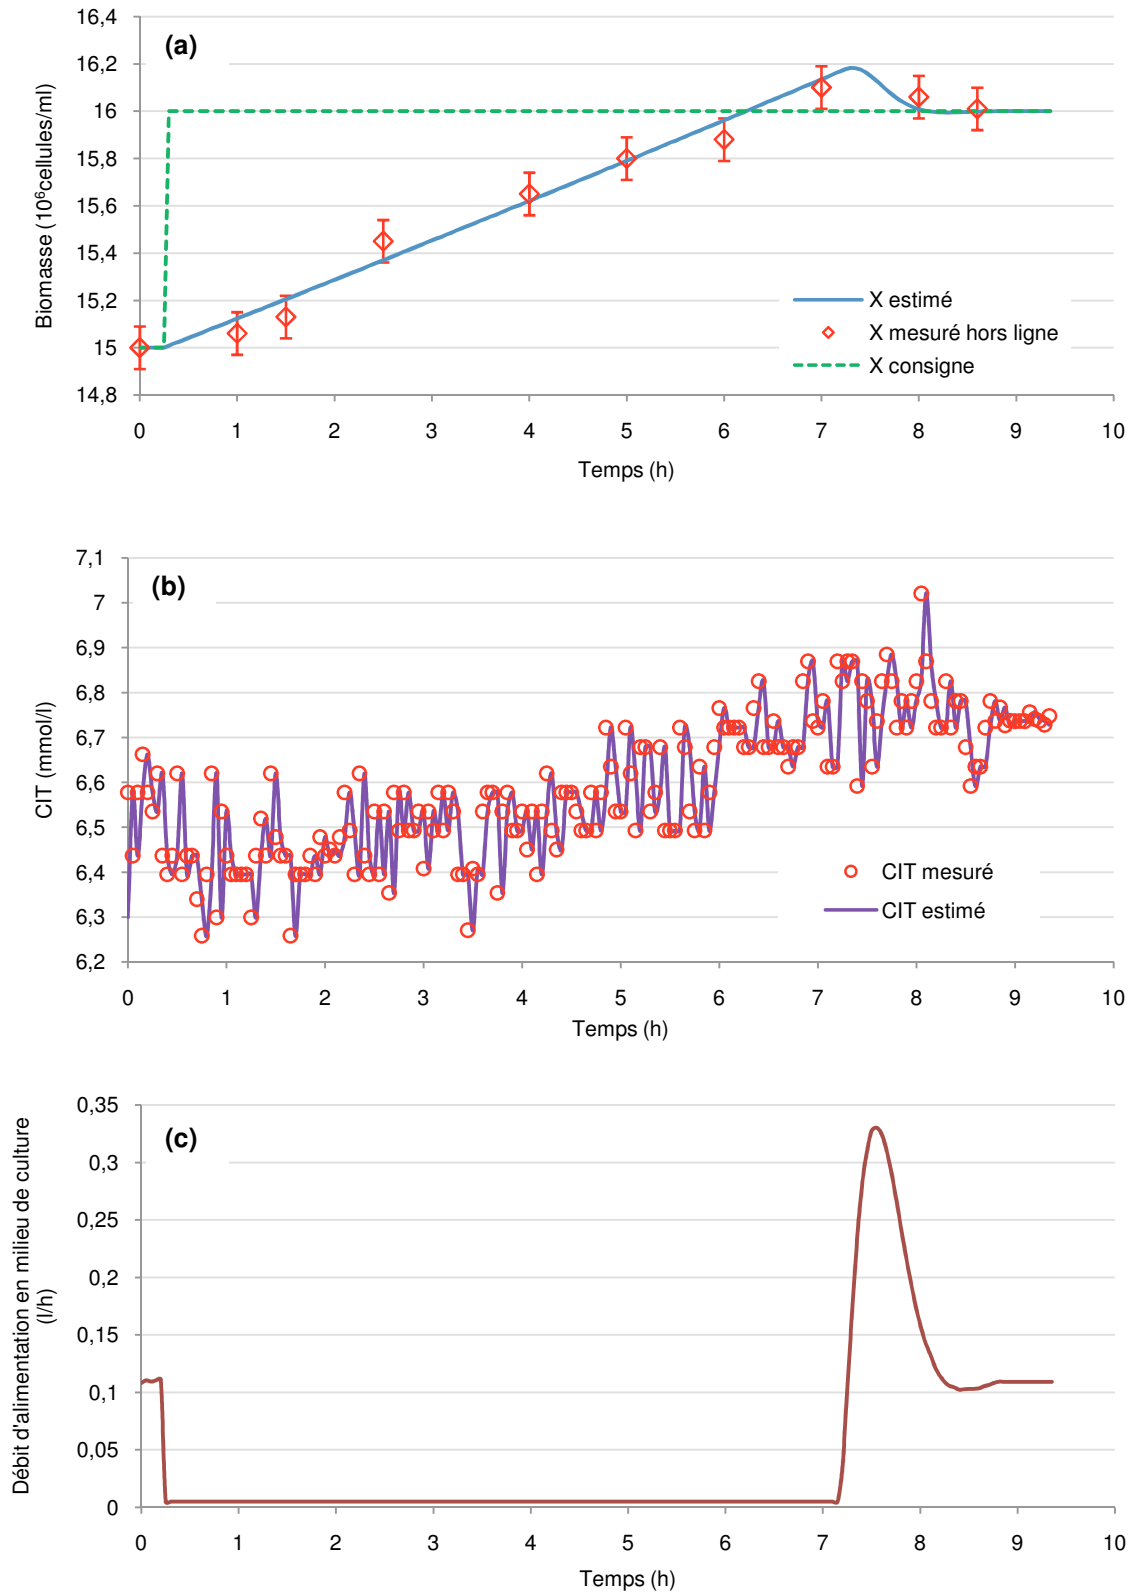 (a)
16,4
16,2
16
15,8
15,6
15,4
15,2
15
14,8
Biomasse (10⁶cellules/ml)
X estimé
X mesuré hors ligne
X consigne
0 1 2 3 4 5 6 7 8 9 10
Temps (h)
(b)
7,1
7
6,9
6,8
6,7
6,6
6,5
6,4
6,3
6,2
CIT (mmol/l)
CIT mesuré
CIT estimé
0 1 2 3 4 5 6 7 8 9 10
Temps (h)
(c)
0,35
0,3
0,25
0,2
0,15
0,1
0,05
0
Débit d'alimentation en milieu de culture
(l/h)
0 1 2 3 4 5 6 7 8 9 10
Temps (h)